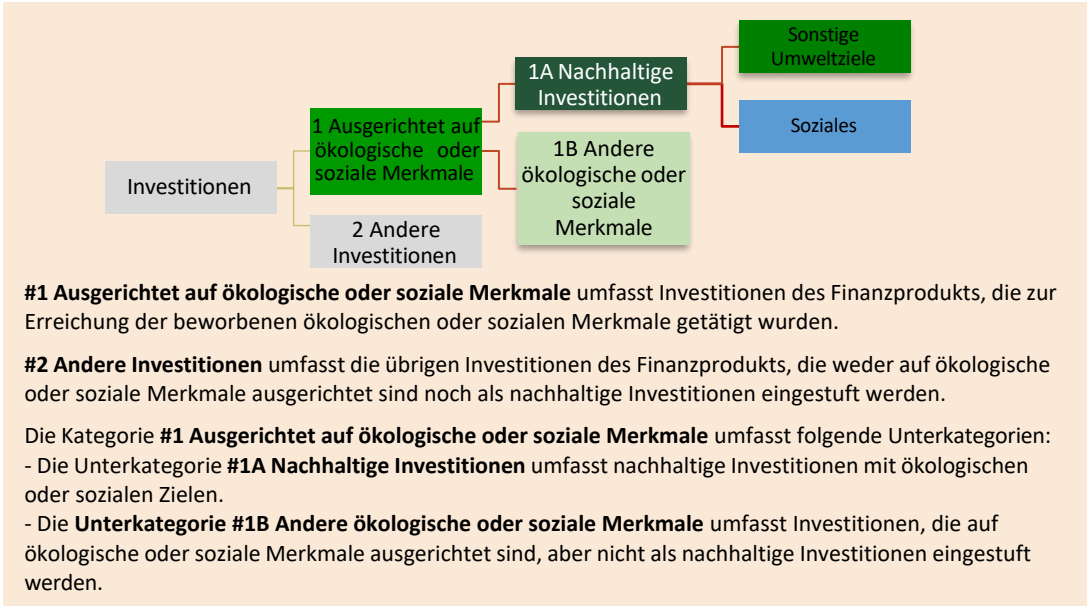 Sonstige
Umweltziele
1A Nachhaltige
Investitionen
Soziales
1 Ausgerichtet auf
ökologische oder
soziale Merkmale
1B Andere
ökologische oder
soziale
Merkmale
Investitionen
2 Andere
Investitionen
#1 Ausgerichtet auf ökologische oder soziale Merkmale umfasst Investitionen des Finanzprodukts, die zur
Erreichung der beworbenen ökologischen oder sozialen Merkmale getätigt wurden.
#2 Andere Investitionen umfasst die übrigen Investitionen des Finanzprodukts, die weder auf ökologische
oder soziale Merkmale ausgerichtet sind noch als nachhaltige Investitionen eingestuft werden.
Die Kategorie #1 Ausgerichtet auf ökologische oder soziale Merkmale umfasst folgende Unterkategorien:
- Die Unterkategorie #1A Nachhaltige Investitionen umfasst nachhaltige Investitionen mit ökologischen
oder sozialen Zielen.
- Die Unterkategorie #1B Andere ökologische oder soziale Merkmale umfasst Investitionen, die auf
ökologische oder soziale Merkmale ausgerichtet sind, aber nicht als nachhaltige Investitionen eingestuft
werden.